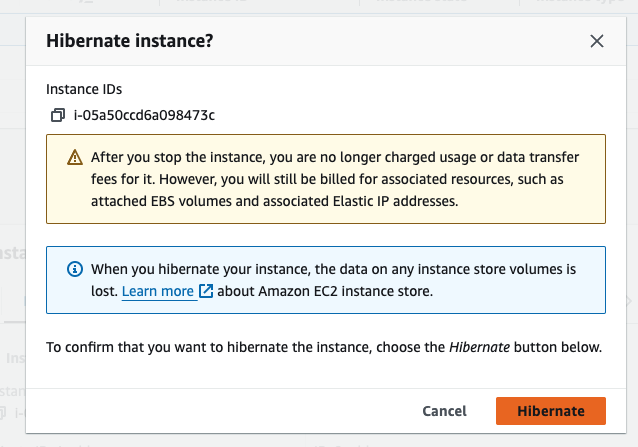 Hibernate instance?
Instance IDs
i-05a50ccd6a098473c
After you stop the instance, you are no longer charged usage or data transfer
fees for it. However, you will still be billed for associated resources, such as
attached EBS volumes and associated Elastic IP addresses.
When you hibernate your instance, the data on any instance store volumes is
lost. Learn more about Amazon EC2 instance store.
To confirm that you want to hibernate the instance, choose the Hibernate button below.
Cancel
Hibernate